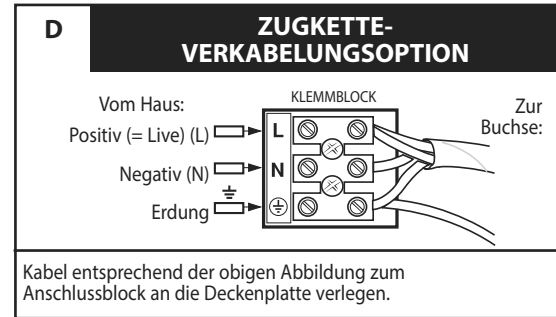 D
ZUGKETTE-
VERKABELUNGSOPTION
KLEMMBLOCK
Vom Haus:
Positiv (= Live) (L)
Negativ (N)
Erdung
L
N
Zur
Buchse:
Kabel entsprechend der obigen Abbildung zum
Anschlussblock an die Deckenplatte verlegen.